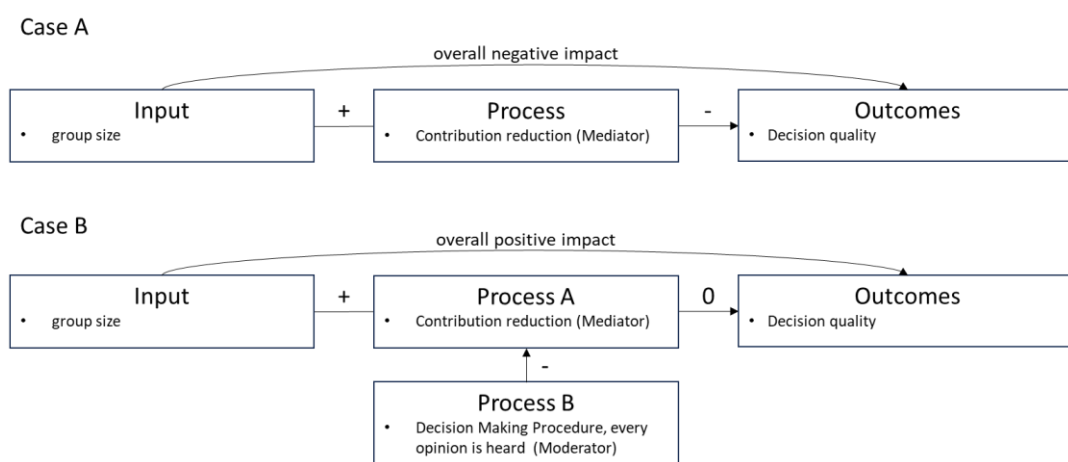 Case A
overall negative impact
Input
• group size
+
Process
• Contribution reduction (Mediator)
-
Outcomes
• Decision quality
Case B
overall positive impact
Input
• group size
+
Process A
• Contribution reduction (Mediator)
0
Outcomes
• Decision quality
-
Process B
• Decision Making Procedure, every
opinion is heard (Moderator)